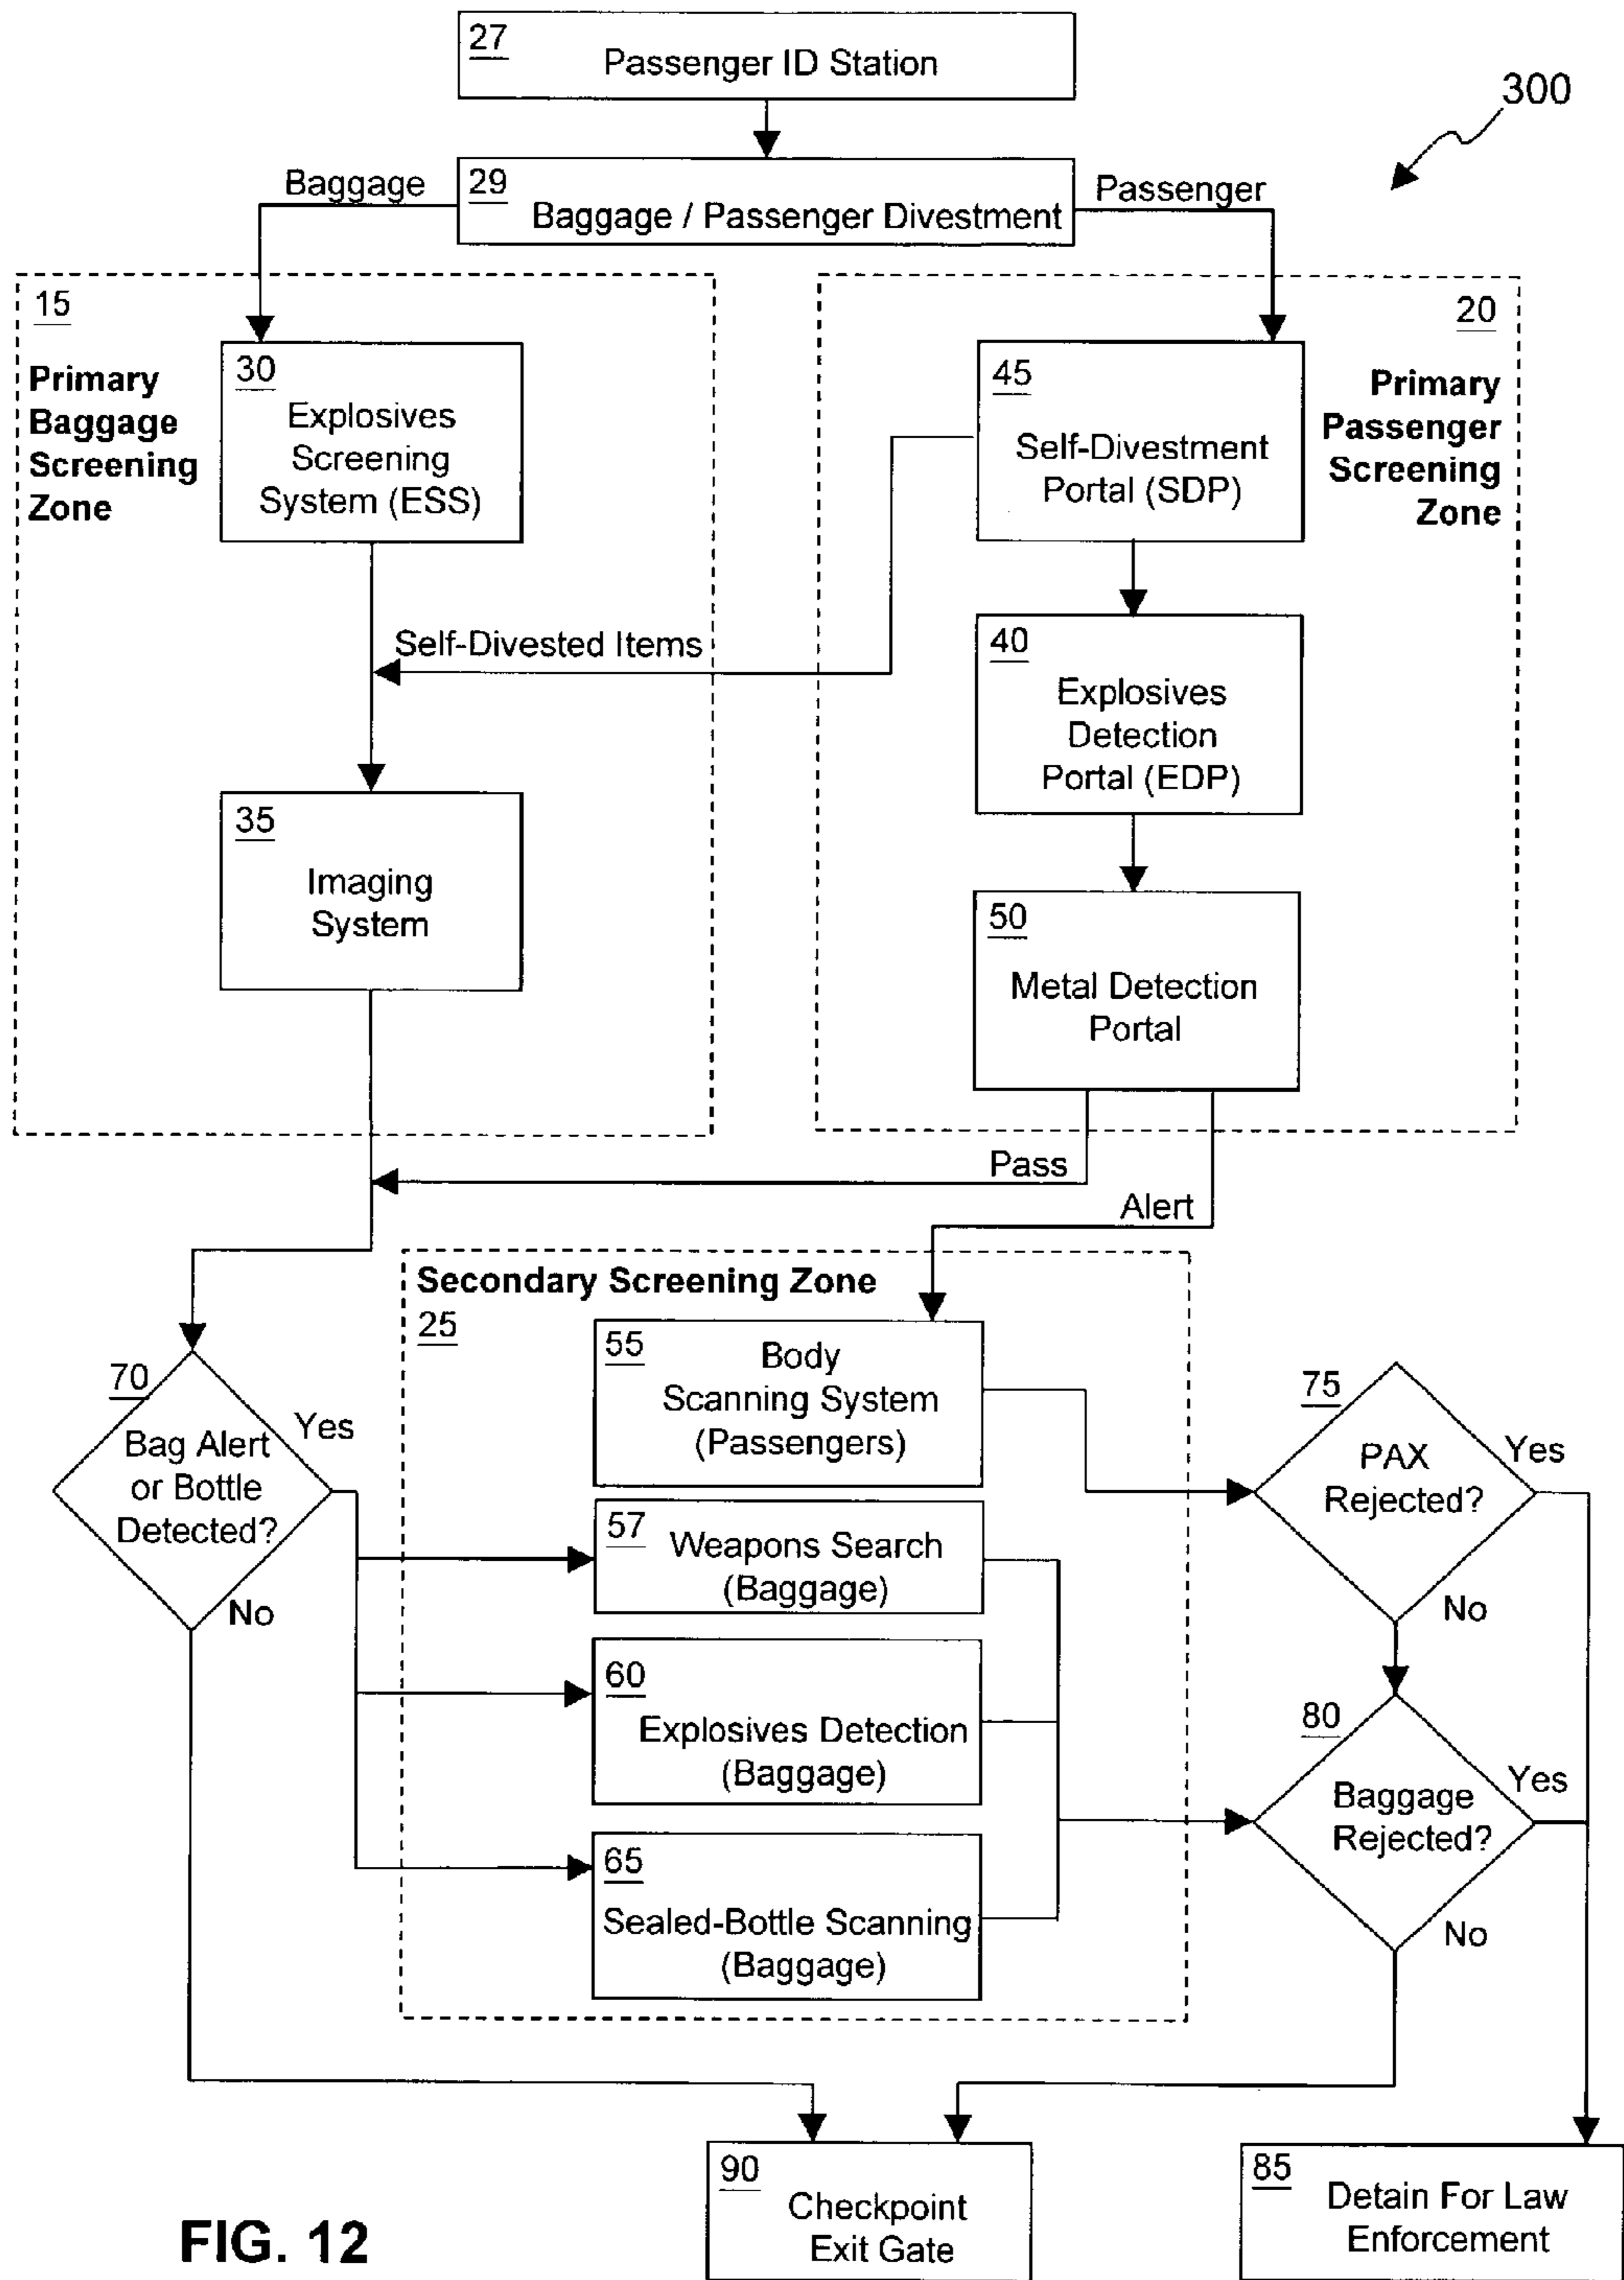 27
Passenger ID Station
300
Baggage
29
Baggage / Passenger Divestment
Passenger
15
Primary
Baggage
Screening
Zone
30
Explosives
Screening
System (ESS)
45
Self-Divestment
Portal (SDP)
20
Primary
Passenger
Screening
Zone
Self-Divested Items
40
Explosives
Detection
Portal (EDP)
35
Imaging
System
50
Metal Detection
Portal
Pass
Alert
Secondary Screening Zone
25
55
Body
Scanning System
(Passengers)
70
Bag Alert
or Bottle
Detected?
Yes
No
75
PAX
Rejected?
Yes
No
57
Weapons Search
(Baggage)
60
Explosives Detection
(Baggage)
80
Baggage
Rejected?
Yes
No
65
Sealed-Bottle Scanning
(Baggage)
90
Checkpoint
Exit Gate
85
Detain For Law
Enforcement
FIG. 12